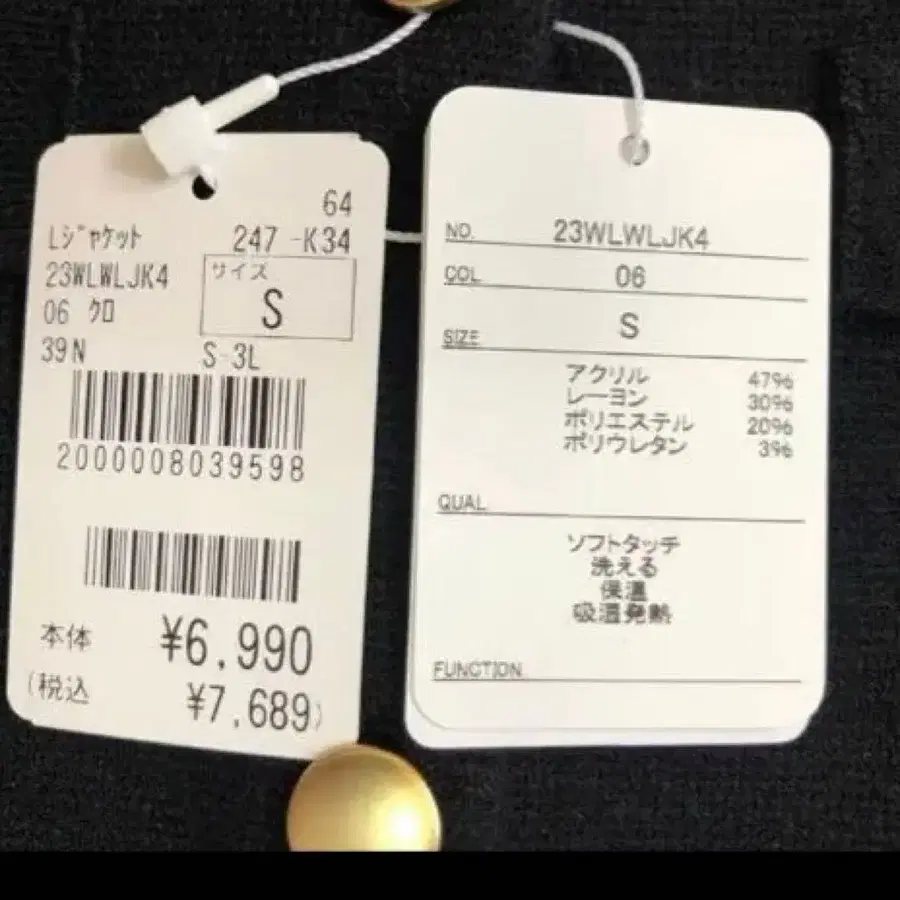 64
Lジャケット 247 -K34
23WLWLJK4
サイズ
06 クロ
S
39N S-3L
2000008039598
本体 ¥6,990
(税込 ¥7,689)
NO. 23WLWLJK4
COL 06
SIZE S
アクリル 47%
レーヨン 30%
ポリエステル 20%
ポリウレタン 3%
QUAL
ソフトタッチ
洗える
保温
吸湿発熱
FUNCTION